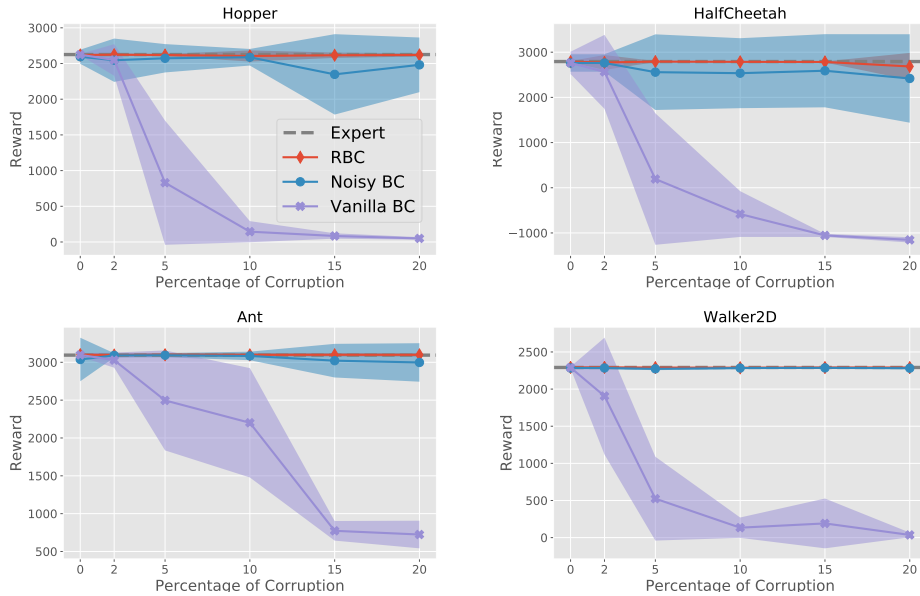 Hopper
3000
2500
2000
1500
1000
500
0
Reward
0 2 5 10 15 20
Percentage of Corruption
Expert
RBC
Noisy BC
Vanilla BC
HalfCheetah
3000
2000
1000
0
−1000
Reward
0 2 5 10 15 20
Percentage of Corruption
Ant
3000
2500
2000
1500
1000
500
Reward
0 2 5 10 15 20
Percentage of Corruption
Walker2D
2500
2000
1500
1000
500
0
Reward
0 2 5 10 15 20
Percentage of Corruption